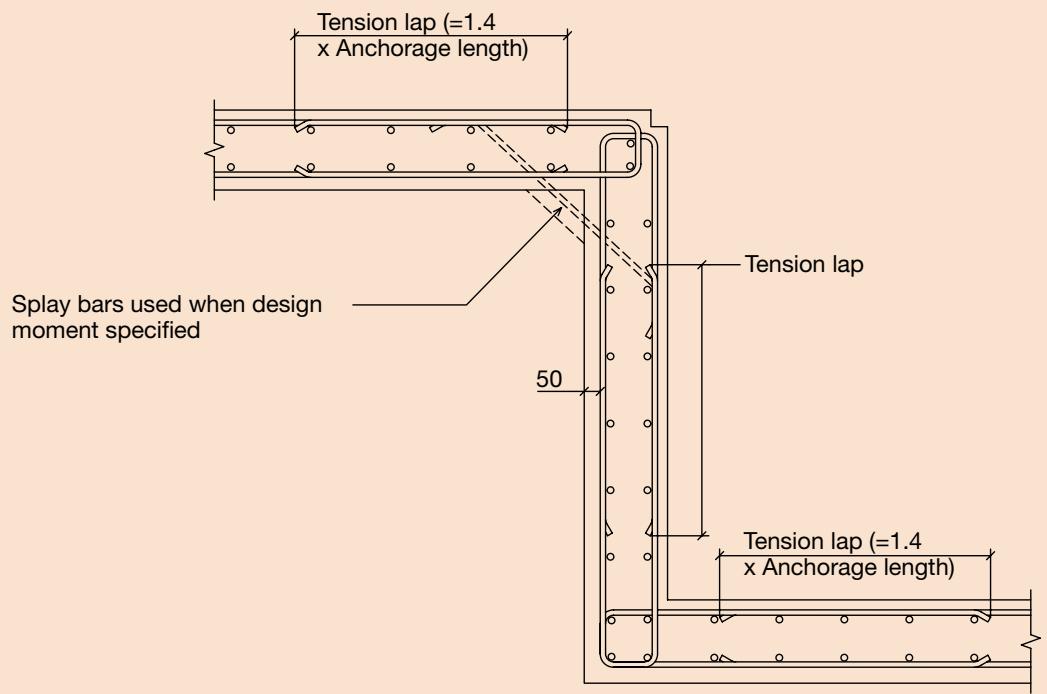 Tension lap (=1.4
x Anchorage length)
Tension lap
Splay bars used when design
moment specified
50
Tension lap (=1.4
x Anchorage length)